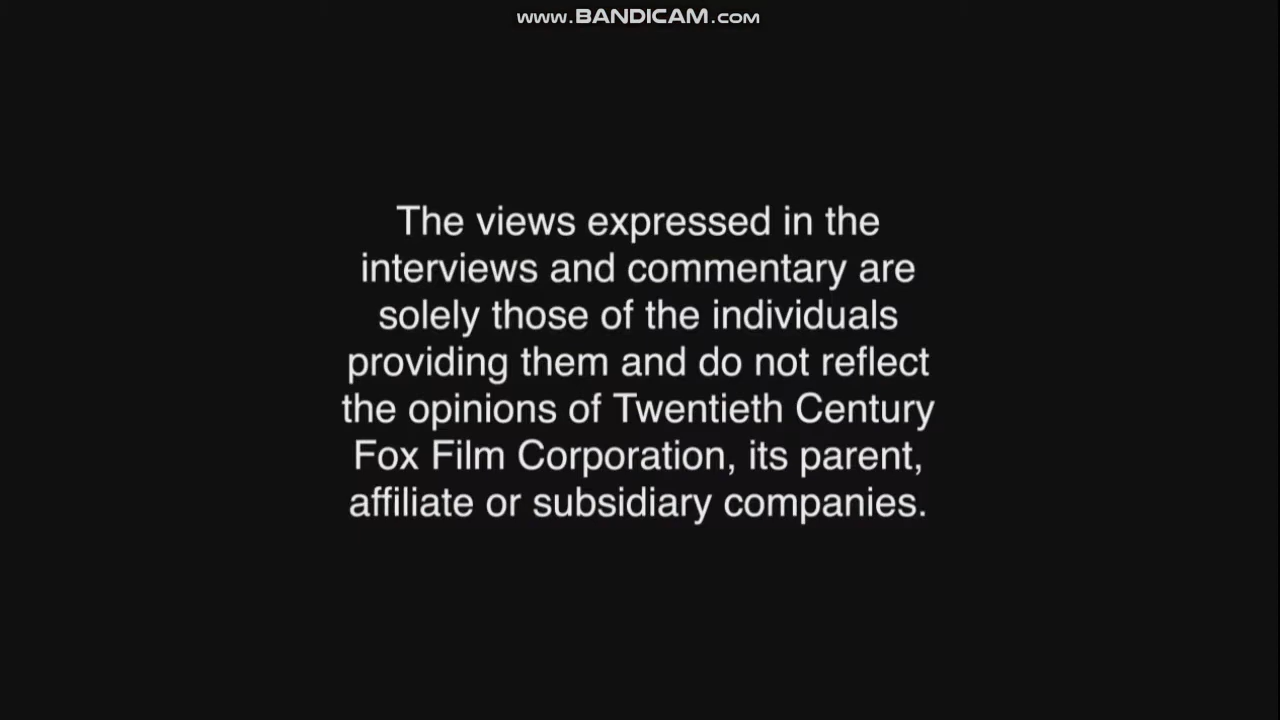 www.BANDICAM.com
The views expressed in the
interviews and commentary are
solely those of the individuals
providing them and do not reflect
the opinions of Twentieth Century
Fox Film Corporation, its parent,
affiliate or subsidiary companies.